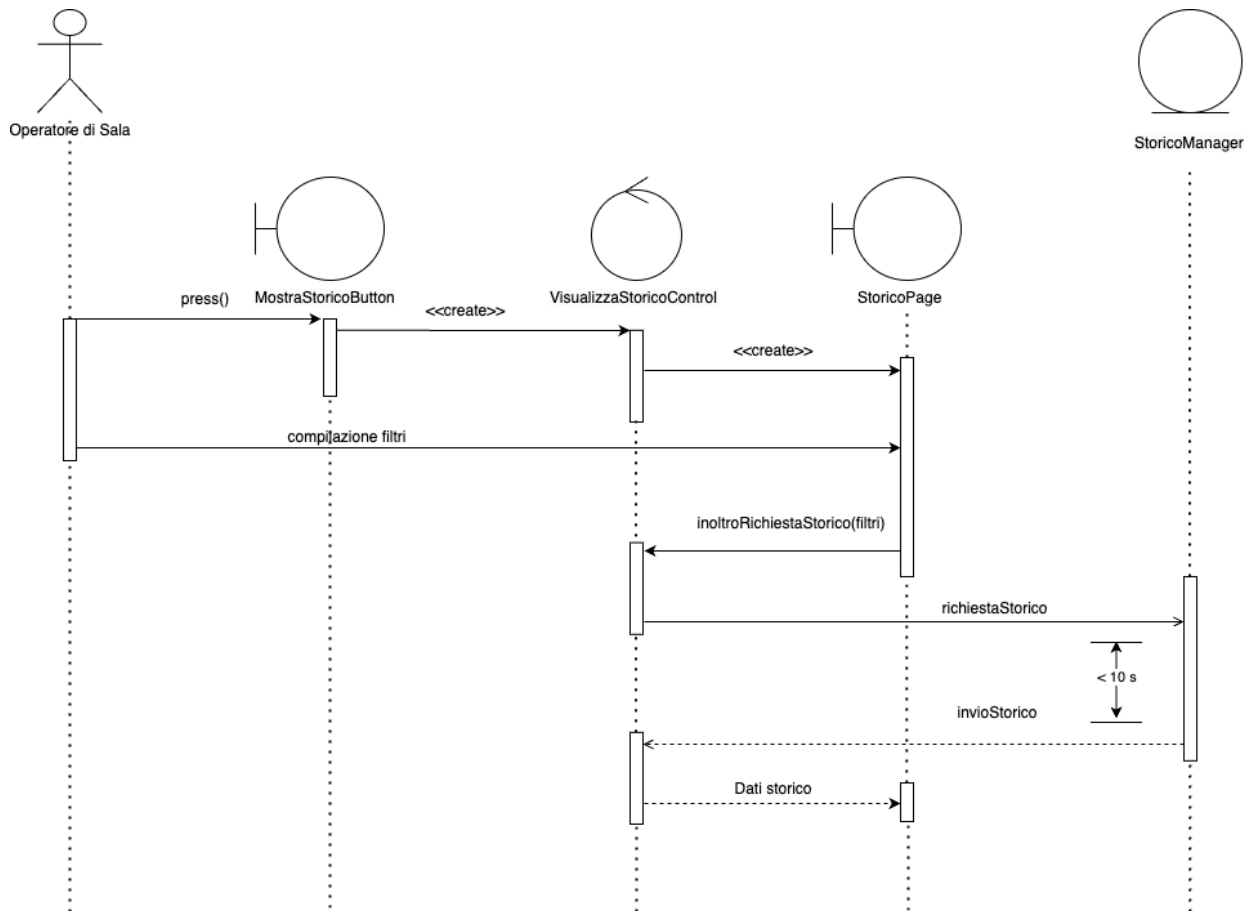 Operatore di Sala
StoricoManager
MostraStoricoButton
VisualizzaStoricoControl
StoricoPage
press()
<<create>>
<<create>>
compilazione filtri
inoltroRichiestaStorico(filtri)
richiestaStorico
< 10 s
invioStorico
Dati storico